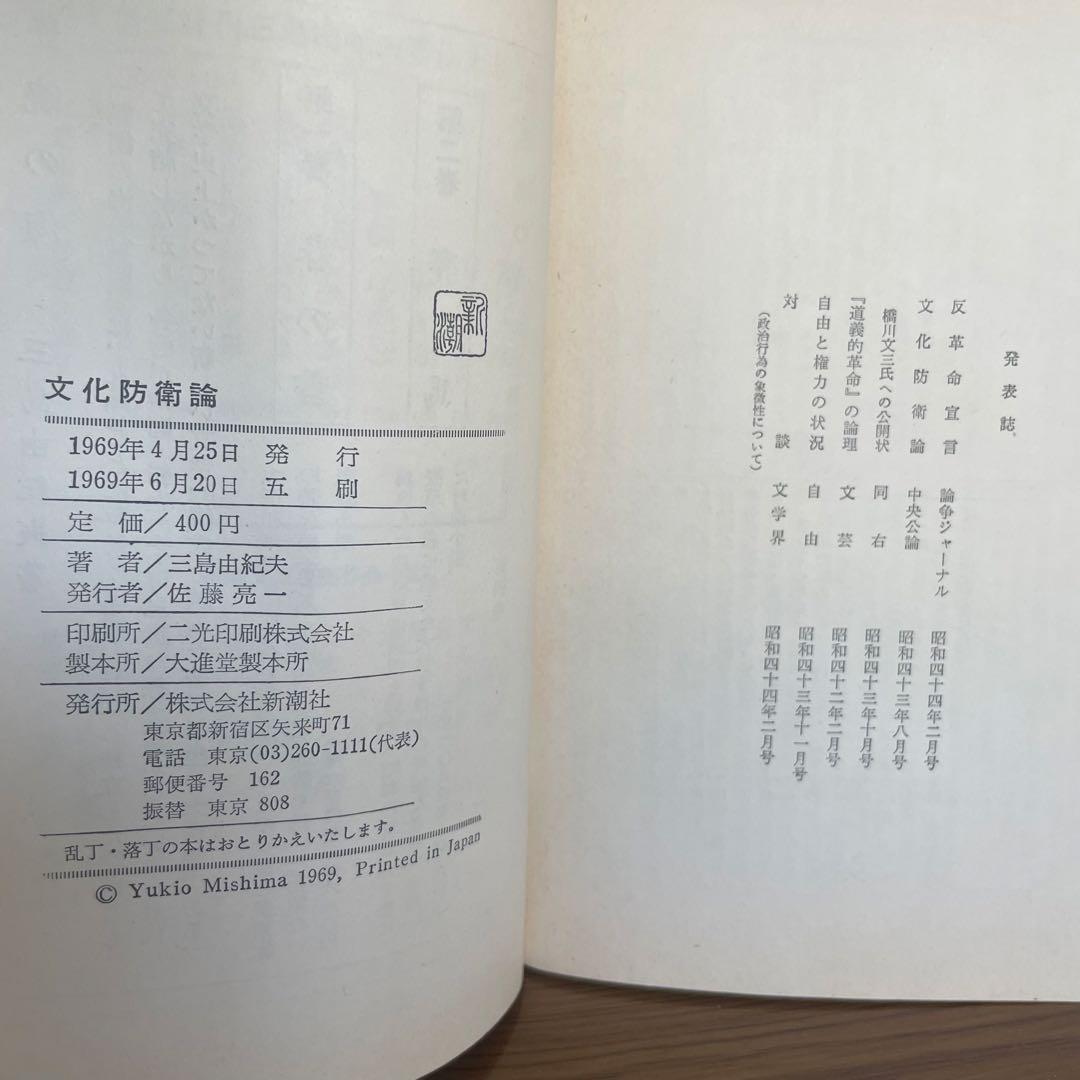 発表誌
反革命宣言　論争ジャーナル　昭和四十四年二月号
文化防衛論　中央公論　昭和四十三年八月号
橋川文三氏への公開状　同右　昭和四十三年十月号
『道義的革命』の論理　文芸　昭和四十二年二月号
自由と権力の状況　自由　昭和四十三年十一月号
対談　文学界　昭和四十四年二月号
（政治行為の象徴性について）
新潮
文化防衛論
1969年4月25日 発行
1969年6月20日 五刷
定価／400円
著者／三島由紀夫
発行者／佐藤亮一
印刷所／二光印刷株式会社
製本所／大進堂製本所
発行所／株式会社新潮社
東京都新宿区矢来町71
電話 東京(03)260-1111(代表)
郵便番号 162
振替 東京 808
乱丁・落丁の本はおとりかえいたします。
© Yukio Mishima 1969, Printed in Japan